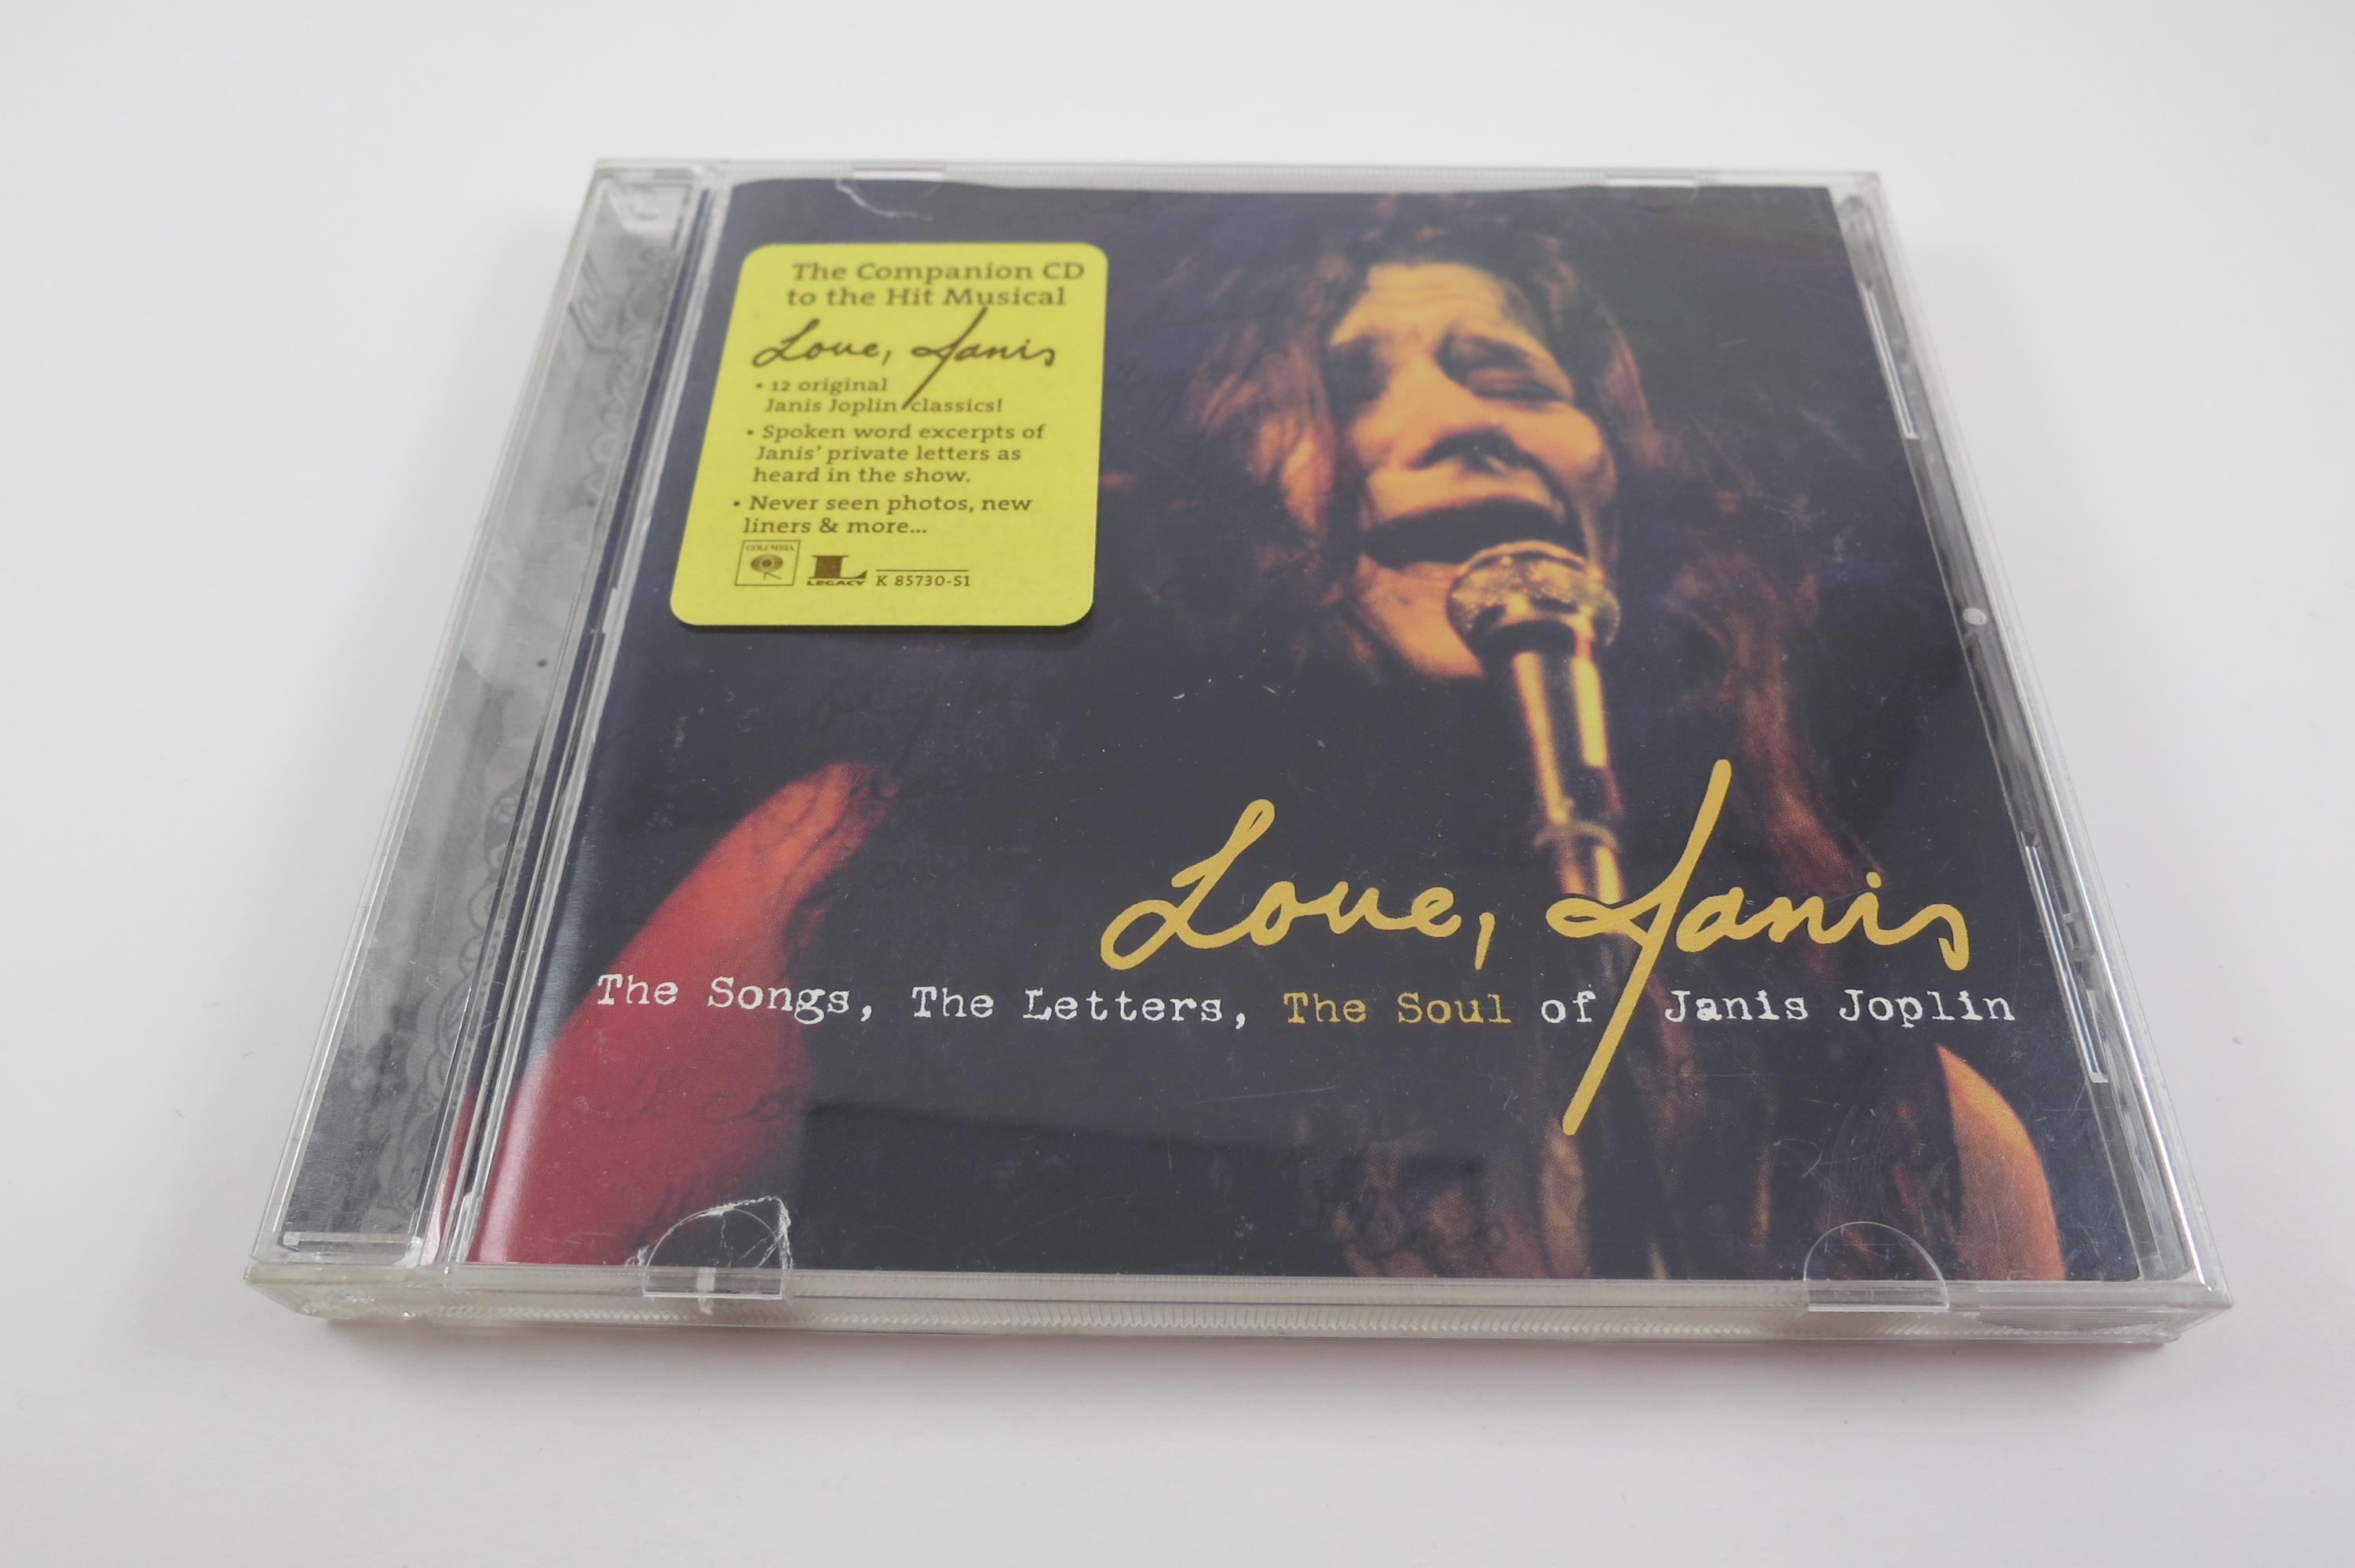 The Companion CD
to the Hit Musical
Love, Janis
• 12 original
Janis Joplin classics!
• Spoken word excerpts of
Janis' private letters as
heard in the show.
• Never seen photos, new
liners & more...
COLUMBIA
L
LEGACY
K 85730-S1
Love, Janis
The Songs, The Letters, The Soul of Janis Joplin